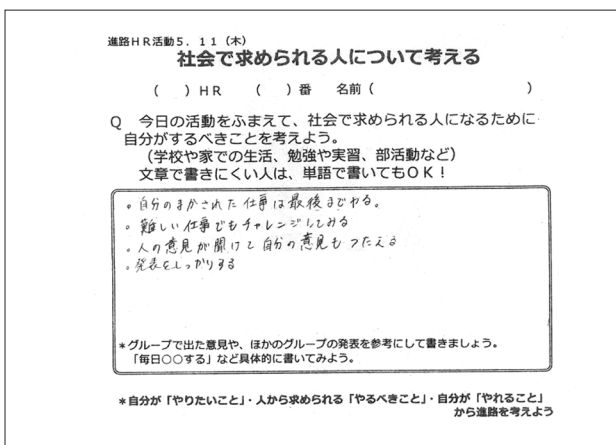 進路HR活動5.11(木)
社会で求められる人について考える
( )HR ( )番 名前( )
Q 今日の活動をふまえて、社会で求められる人になるために
自分がするべきことを考えよう。
(学校や家での生活、勉強や実習、部活動など)
文章で書きにくい人は、単語で書いてもOK!
。自分のまかされた仕事は最後までやる。
。難しい仕事でもチャレンジしてみる
。人の意見が聞けて自分の意見もつたえる
。発表をしっかりする
*グループで出た意見や、ほかのグループの発表を参考にして書きましょう。
「毎日○○する」など具体的に書いてみよう。
*自分が「やりたいこと」・人から求められる「やるべきこと」・自分が「やれること」
から進路を考えよう